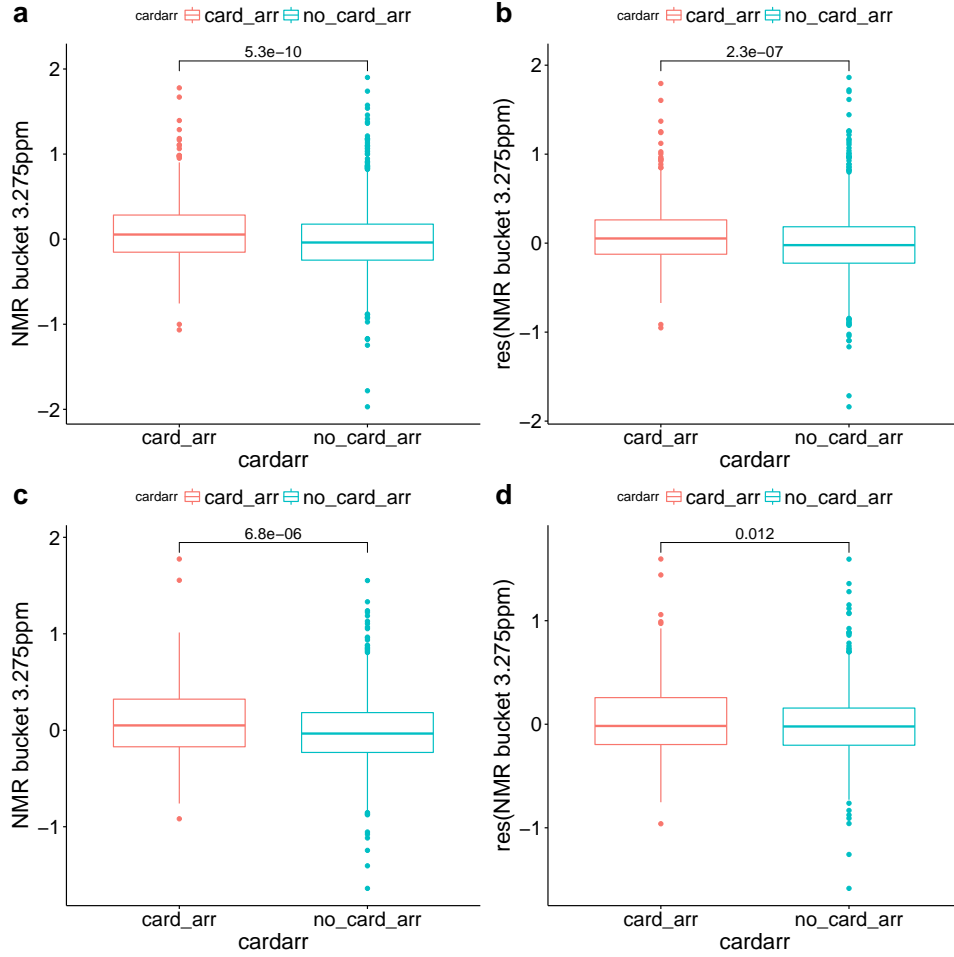 a
cardarr card_arr no_card_arr
5.3e−10
2
1
0
−1
−2
NMR bucket 3.275ppm
card_arr no_card_arr
cardarr
b
cardarr card_arr no_card_arr
2.3e−07
2
1
0
−1
−2
res(NMR bucket 3.275ppm)
card_arr no_card_arr
cardarr
c
cardarr card_arr no_card_arr
6.8e−06
2
1
0
−1
NMR bucket 3.275ppm
card_arr no_card_arr
cardarr
d
cardarr card_arr no_card_arr
0.012
1
0
−1
res(NMR bucket 3.275ppm)
card_arr no_card_arr
cardarr